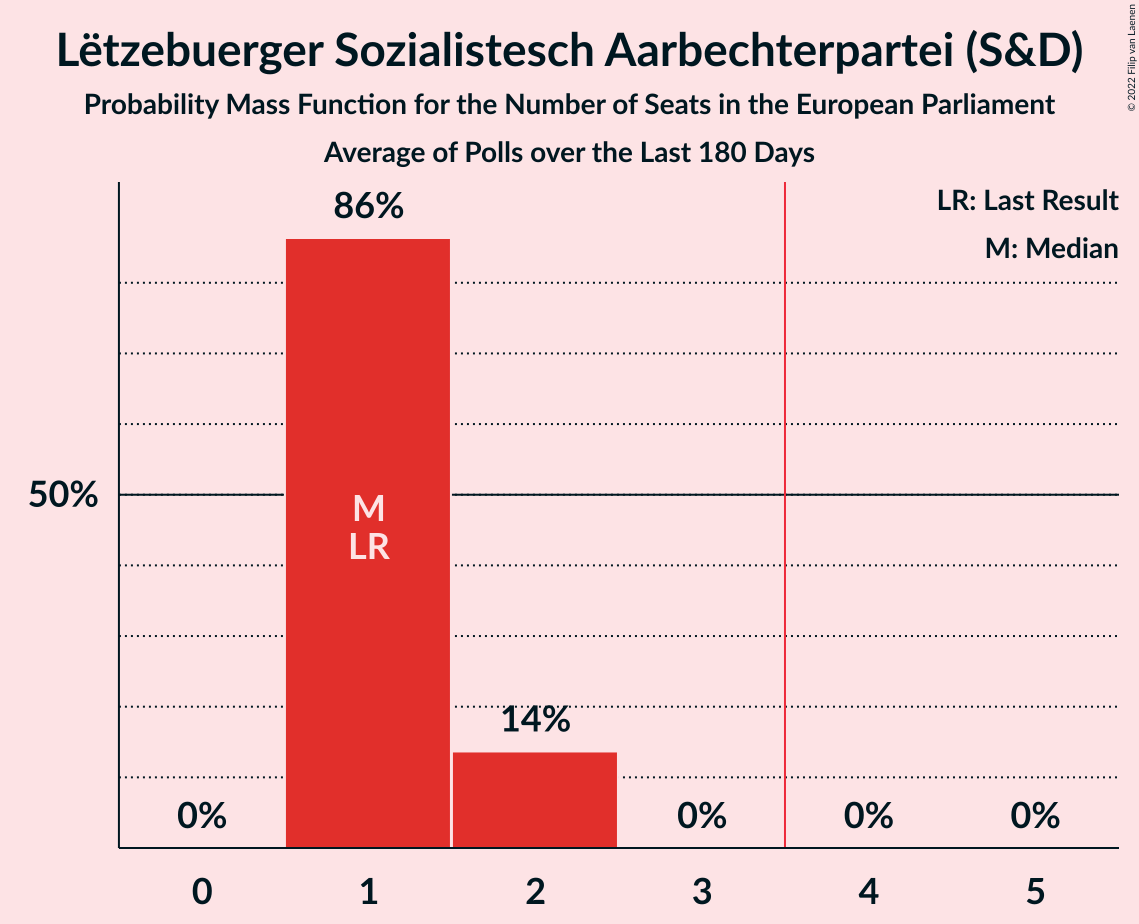 Lëtzebuerger Sozialistesch Aarbechterpartei (S&D)
Probability Mass Function for the Number of Seats in the European Parliament
Average of Polls over the Last 180 Days
© 2022 Filip van Laenen
LR: Last Result
M: Median
86%
50%
M
LR
14%
0%
0%
0%
0%
0
1
2
3
4
5